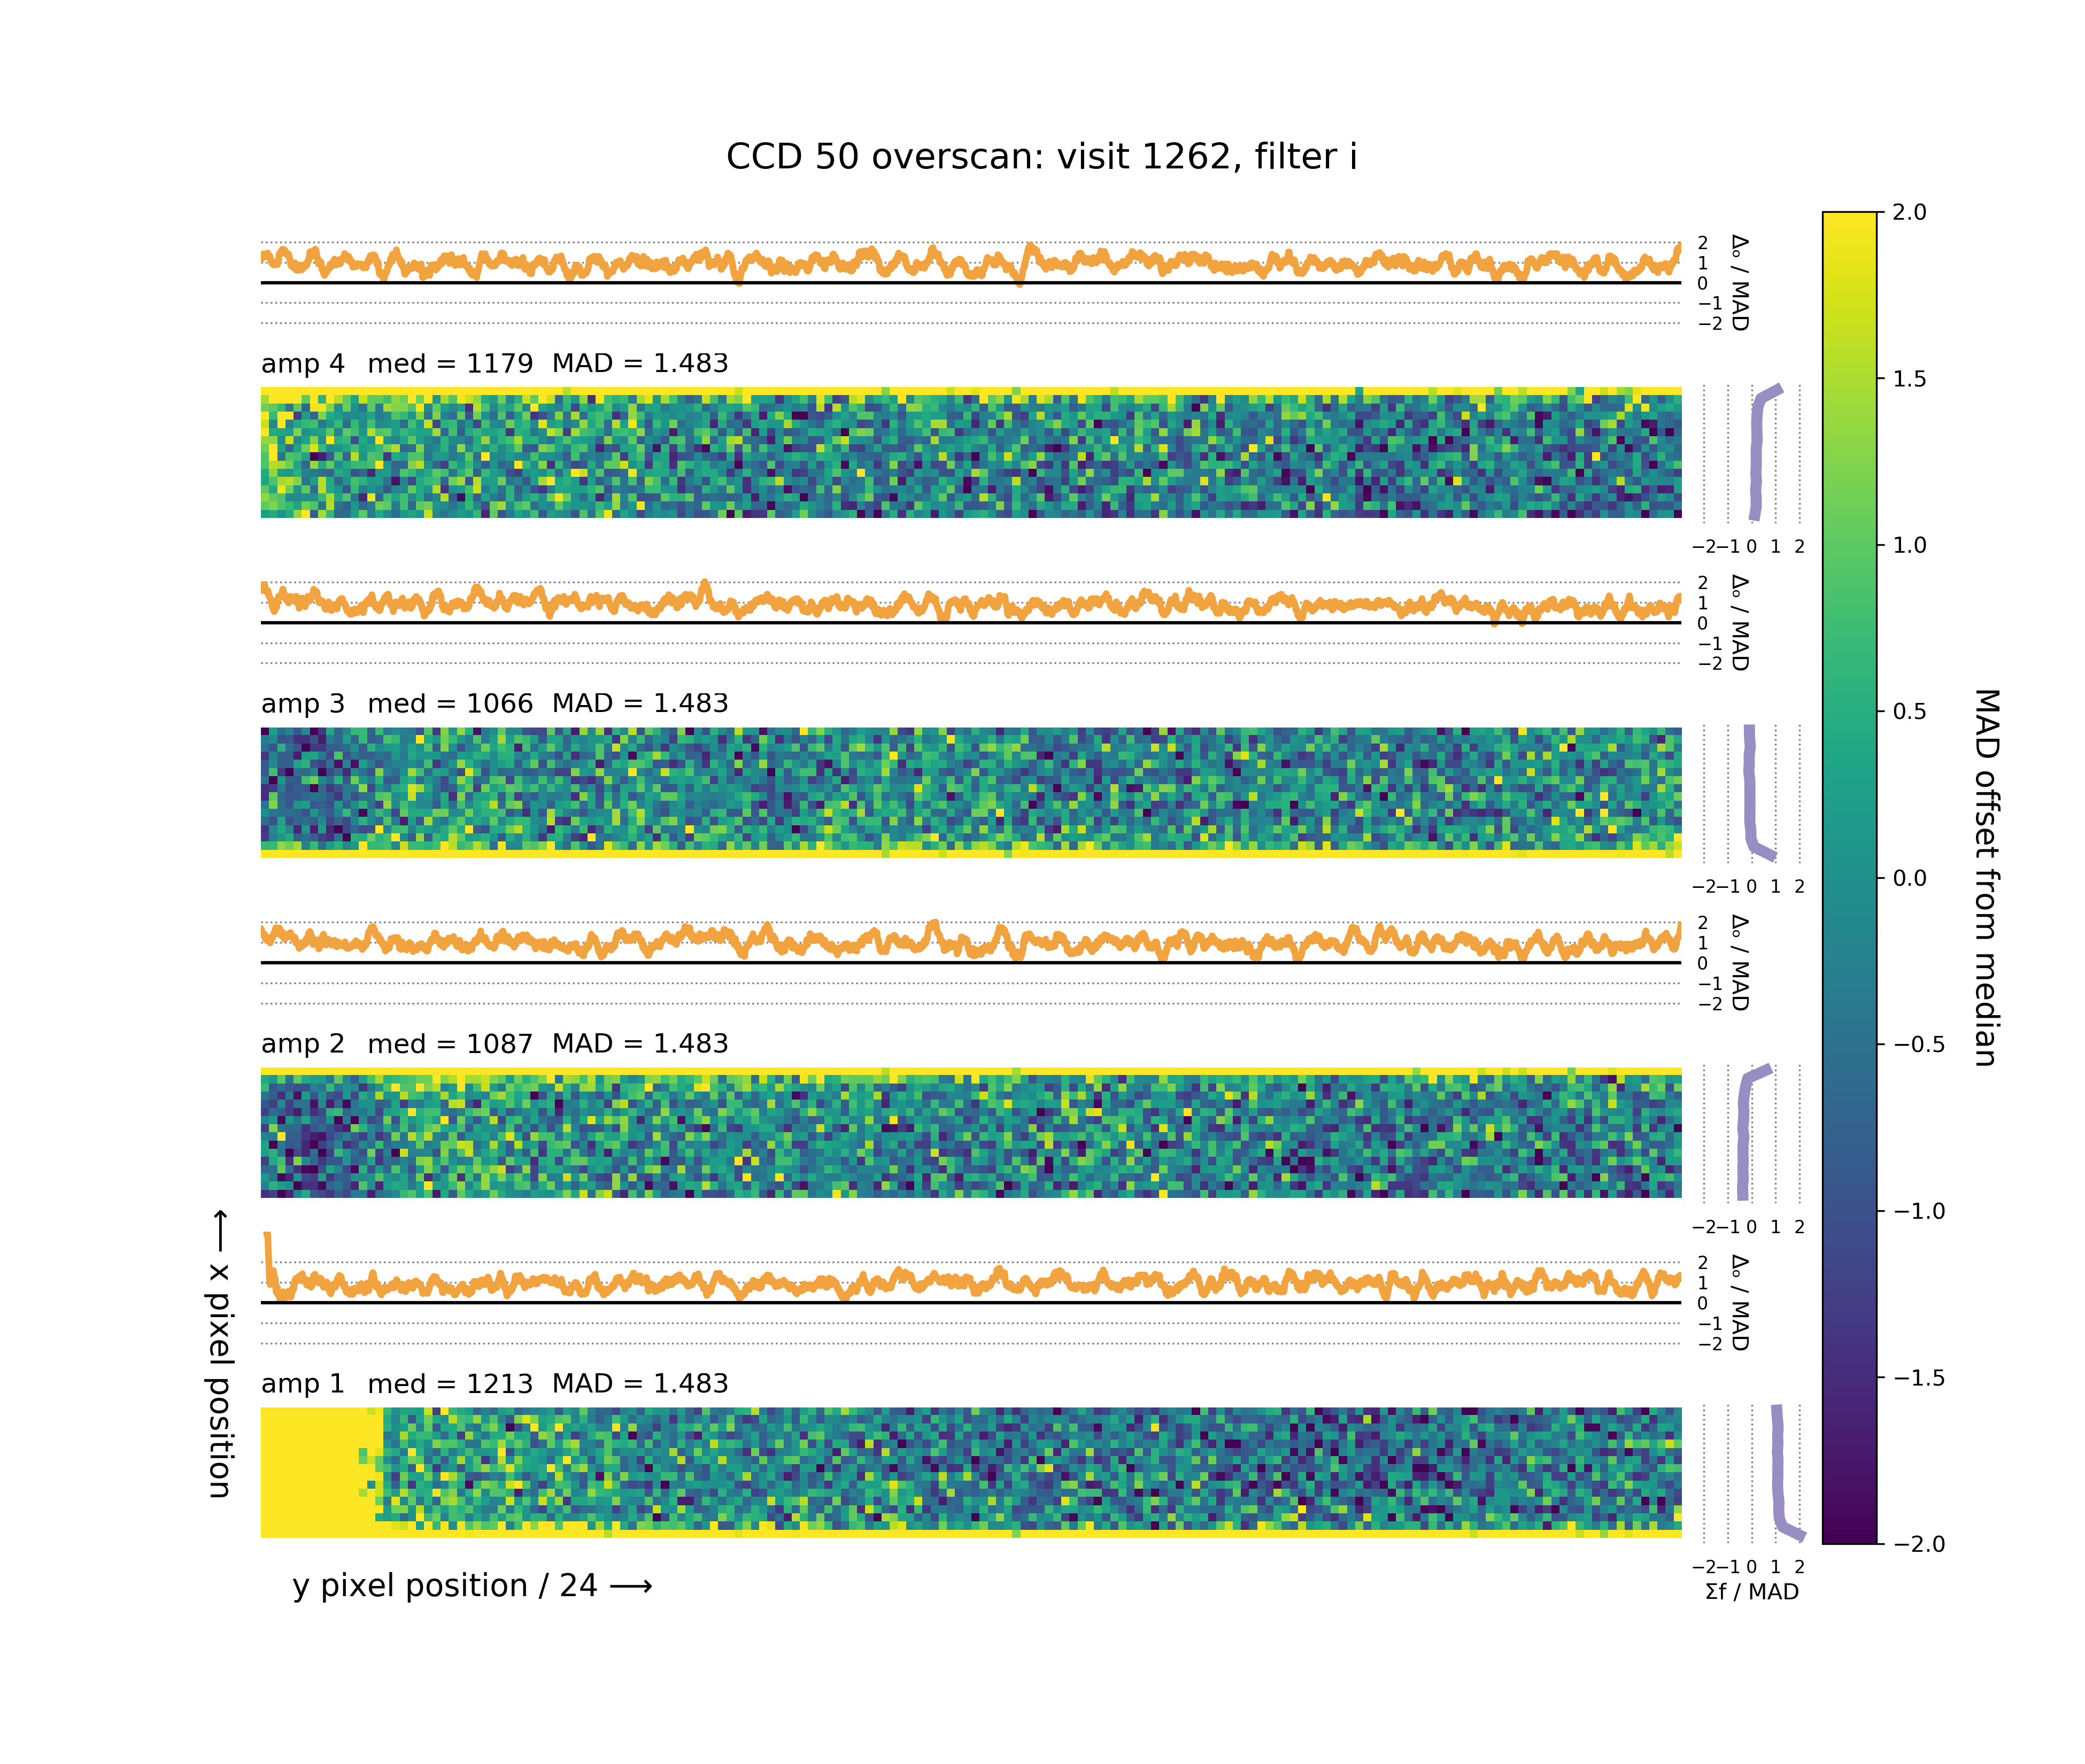 CCD 50 overscan: visit 1262, filter i
2
1
0
−1
−2
Δₒ / MAD
amp 4 med = 1179 MAD = 1.483
−2 −1 0 1 2
2
1
0
−1
−2
Δₒ / MAD
amp 3 med = 1066 MAD = 1.483
−2 −1 0 1 2
2
1
0
−1
−2
Δₒ / MAD
amp 2 med = 1087 MAD = 1.483
−2 −1 0 1 2
2
1
0
−1
−2
Δₒ / MAD
amp 1 med = 1213 MAD = 1.483
−2 −1 0 1 2
Σf / MAD
y pixel position / 24 ⟶
⟵ x pixel position
2.0
1.5
1.0
0.5
0.0
−0.5
−1.0
−1.5
−2.0
MAD offset from median